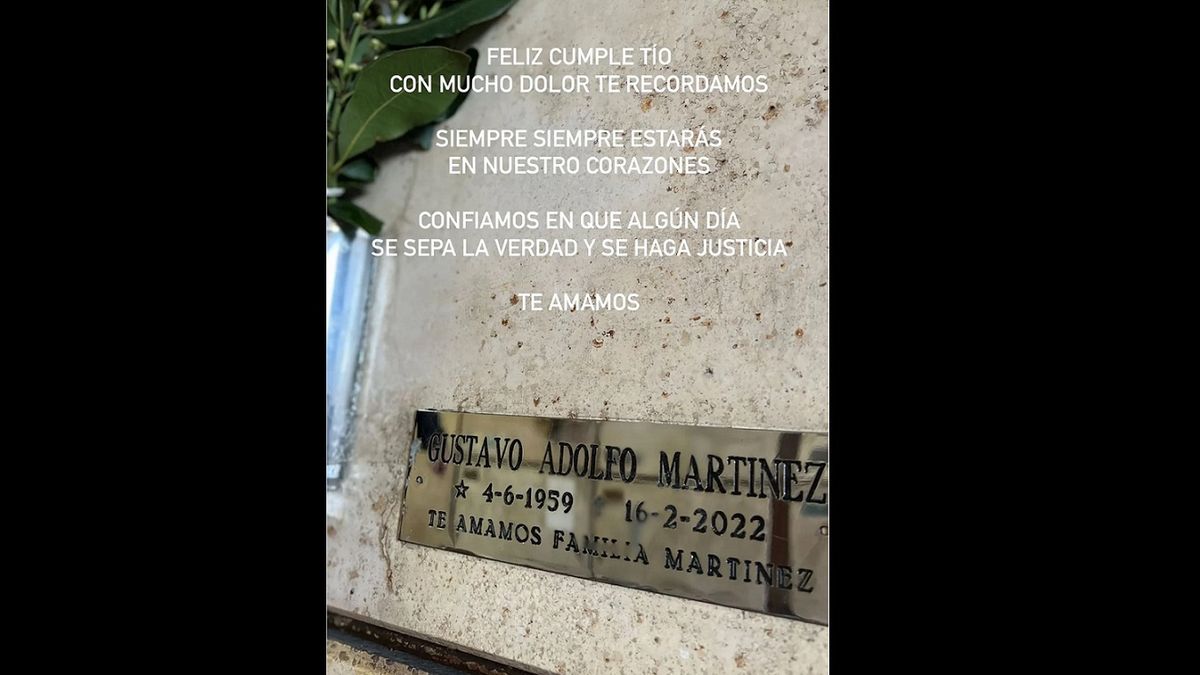 FELIZ CUMPLE TÍO
CON MUCHO DOLOR TE RECORDAMOS
SIEMPRE SIEMPRE ESTARÁS
EN NUESTRO CORAZONES
CONFIAMOS EN QUE ALGÚN DÍA
SE SEPA LA VERDAD Y SE HAGA JUSTICIA
TE AMAMOS
GUSTAVO ADOLFO MARTINEZ
☆ 4-6-1959 16-2-2022
TE AMAMOS FAMILIA MARTINEZ